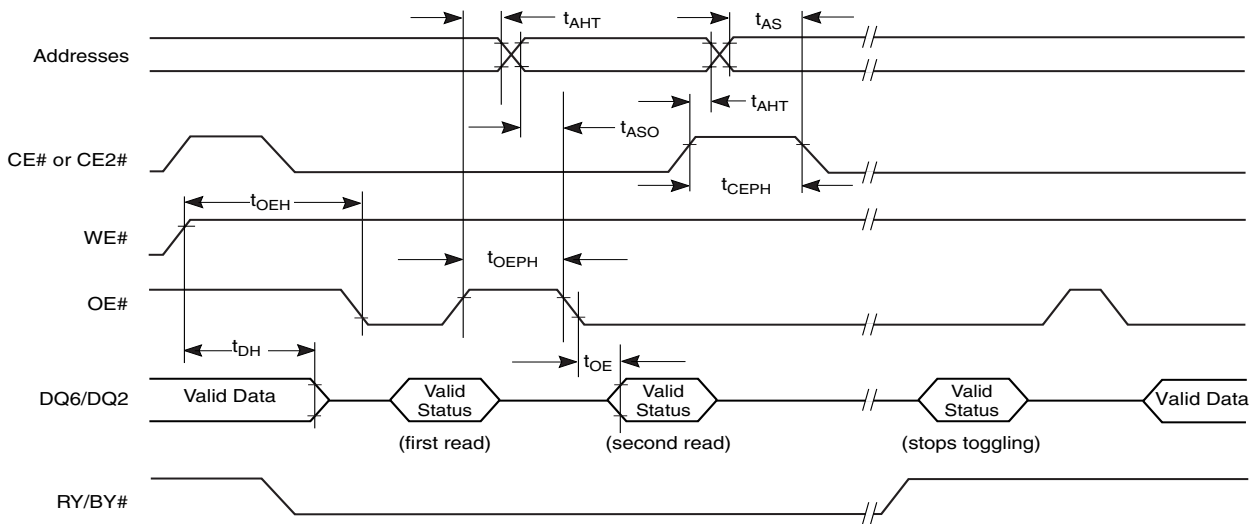 tAHT
tAS
Addresses
tAHT
tASO
CE# or CE2#
tCEPH
tOEH
WE#
tOEPH
OE#
tDH
tOE
DQ6/DQ2
Valid Data
Valid
Status
Valid
Status
Valid
Status
Valid Data
(first read)
(second read)
(stops toggling)
RY/BY#